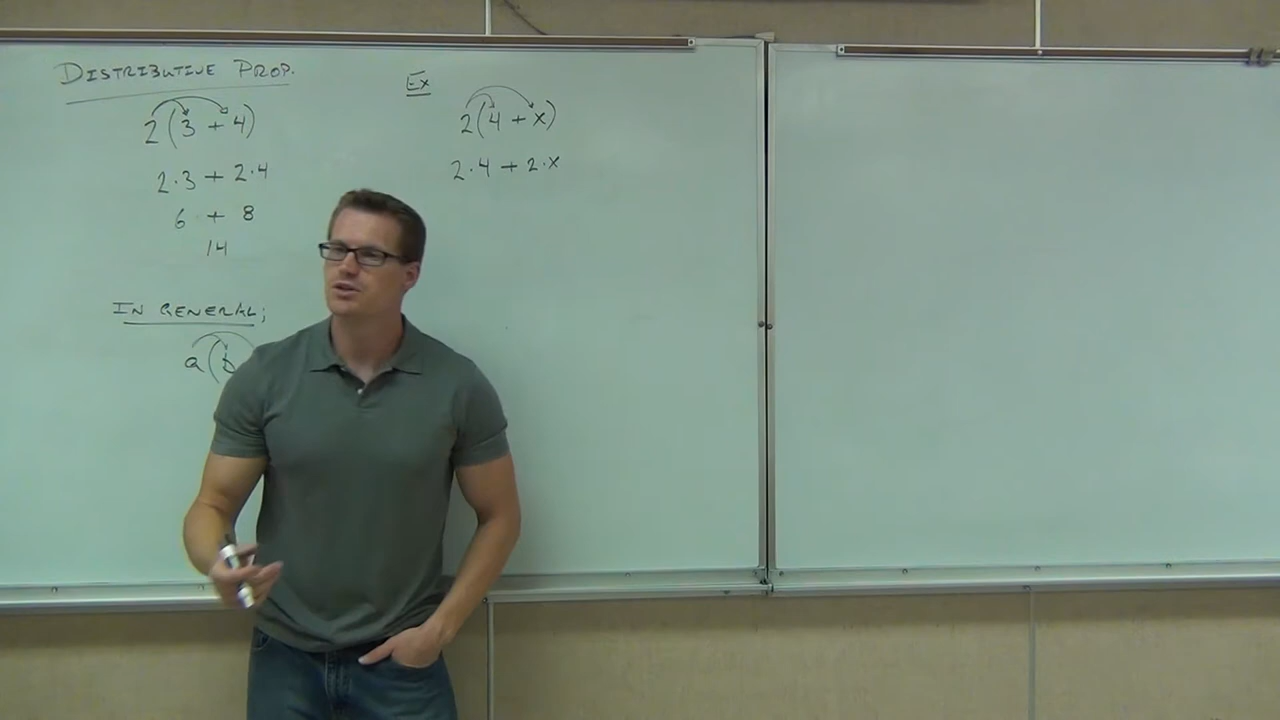 DISTRIBUTIVE PROP.
2(3 + 4)
2·3 + 2·4
6 + 8
14
IN GENERAL;
a(b
Ex
2(4 + x)
2·4 + 2·x